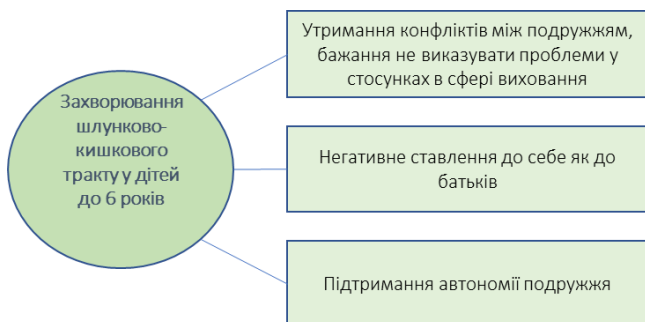 Захворювання
шлунково-
кишкового
тракту у дітей
до 6 років
Утримання конфліктів між подружжям,
бажання не виказувати проблеми у
стосунках в сфері виховання
Негативне ставлення до себе як до
батьків
Підтримання автономії подружжя